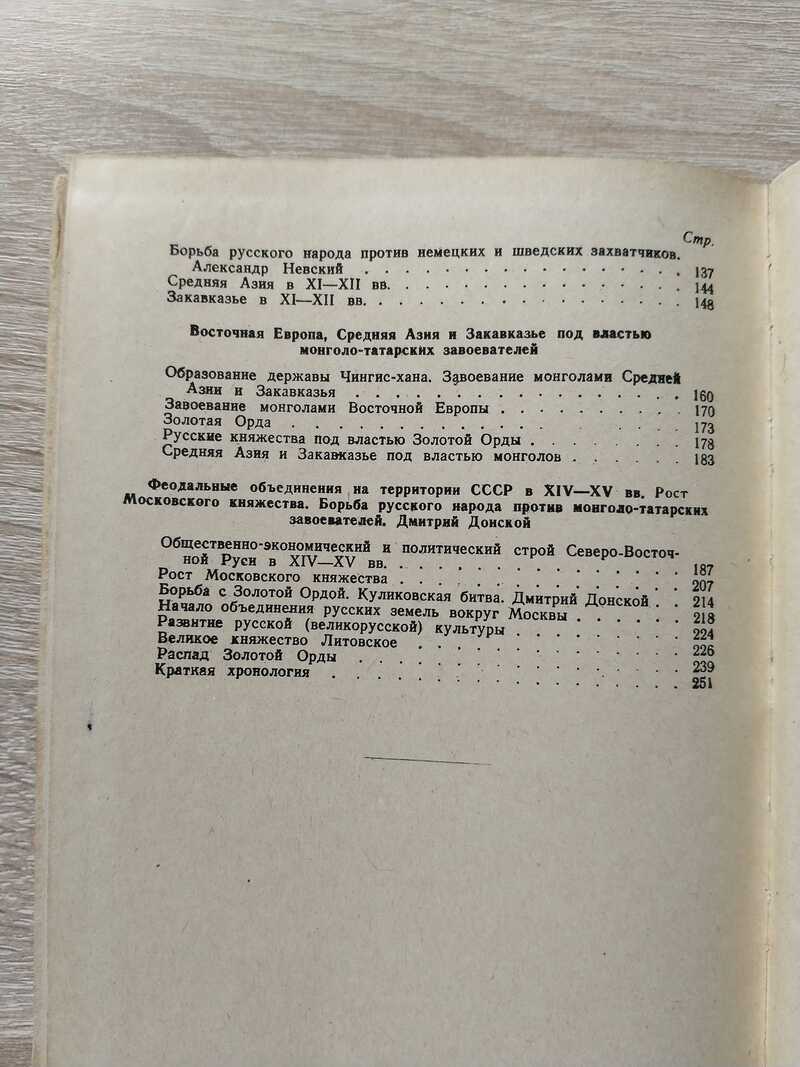 Стр.
Борьба русского народа против немецких и шведских захватчиков.
Александр Невский . . . . . . . . . . . . . . . . . . 137
Средняя Азия в XI—XII вв. . . . . . . . . . . . . . . . . 144
Закавказье в XI—XII вв. . . . . . . . . . . . . . . . . . 148
Восточная Европа, Средняя Азия и Закавказье под властью
монголо-татарских завоевателей
Образование державы Чингис-хана. Завоевание монголами Средней
Азии и Закавказья . . . . . . . . . . . . . . . . . . 160
Завоевание монголами Восточной Европы . . . . . . . . . . 170
Золотая Орда . . . . . . . . . . . . . . . . . . . . 173
Русские княжества под властью Золотой Орды . . . . . . . . 178
Средняя Азия и Закавказье под властью монголов . . . . . . 183
Феодальные объединения на территории СССР в XIV—XV вв. Рост
Московского княжества. Борьба русского народа против монголо-татарских
завоевателей. Дмитрий Донской
Общественно-экономический и политический строй Северо-Восточ-
ной Руси в XIV—XV вв. . . . . . . . . . . . . . . . . 187
Рост Московского княжества . . . . . . . . . . . . . . . 207
Борьба с Золотой Ордой. Куликовская битва. Дмитрий Донской . . 214
Начало объединения русских земель вокруг Москвы . . . . . . 218
Развитие русской (великорусской) культуры . . . . . . . . . 224
Великое княжество Литовское . . . . . . . . . . . . . . 226
Распад Золотой Орды . . . . . . . . . . . . . . . . . 239
Краткая хронология . . . . . . . . . . . . . . . . . . 251